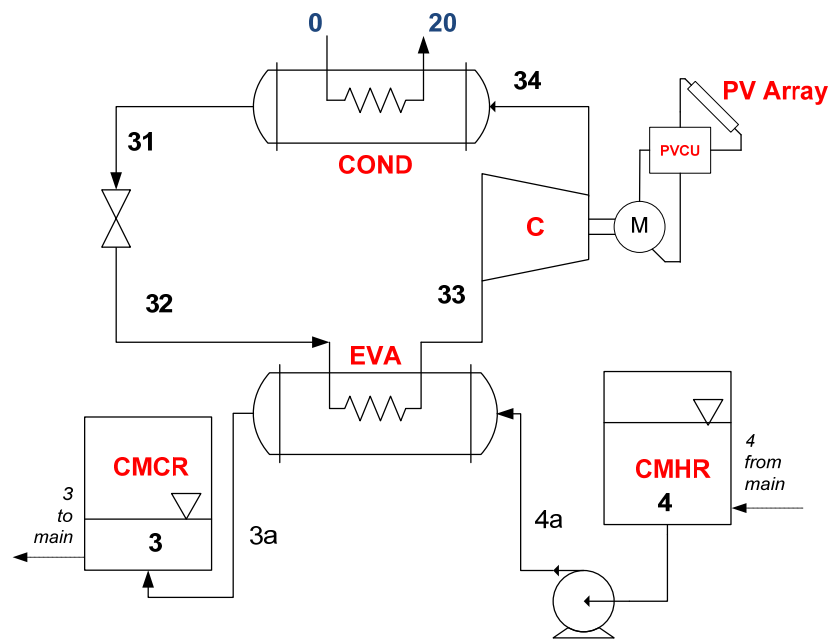 0
20
34
PV Array
31
COND
PVCU
C
M
32
33
EVA
CMCR
CMHR
4
from
main
3
to
main
3
3a
4a
4